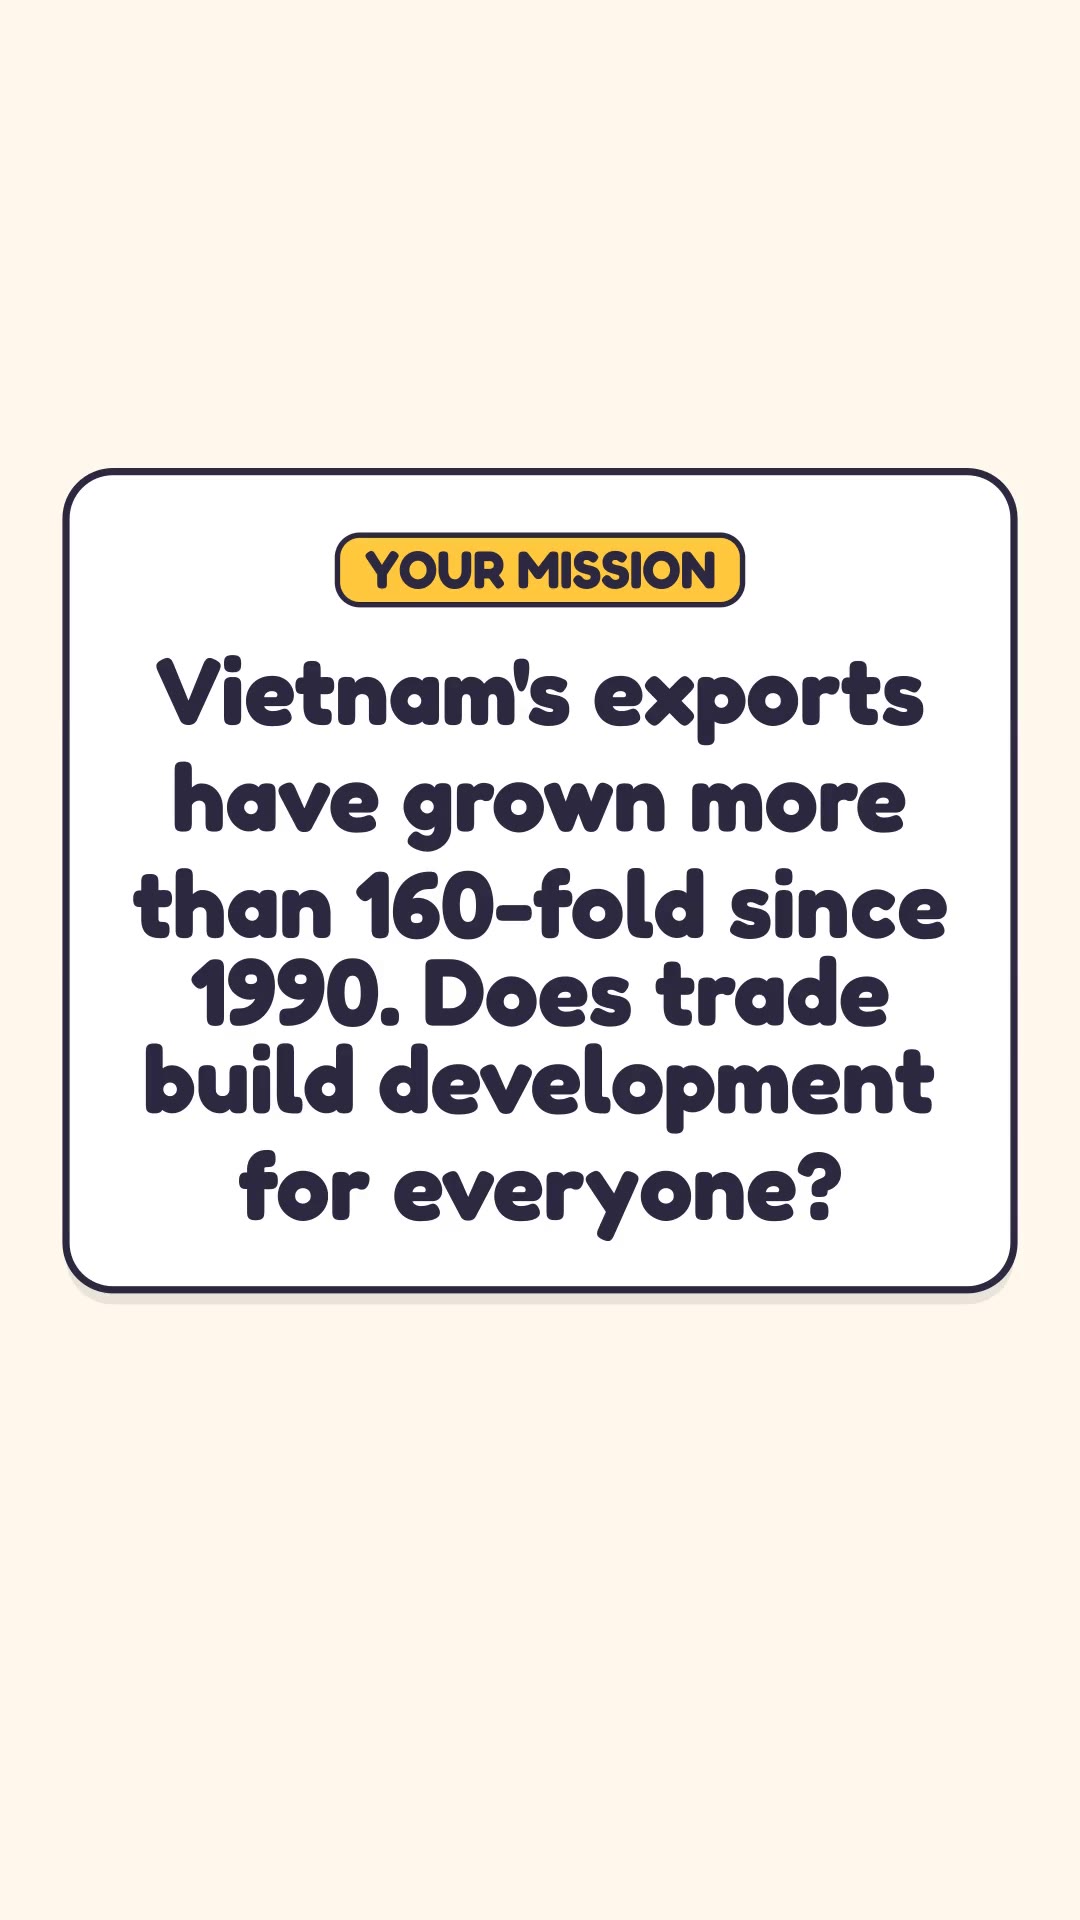 YOUR MISSION
Vietnam's exports
have grown more
than 160-fold since
1990. Does trade
build development
for everyone?